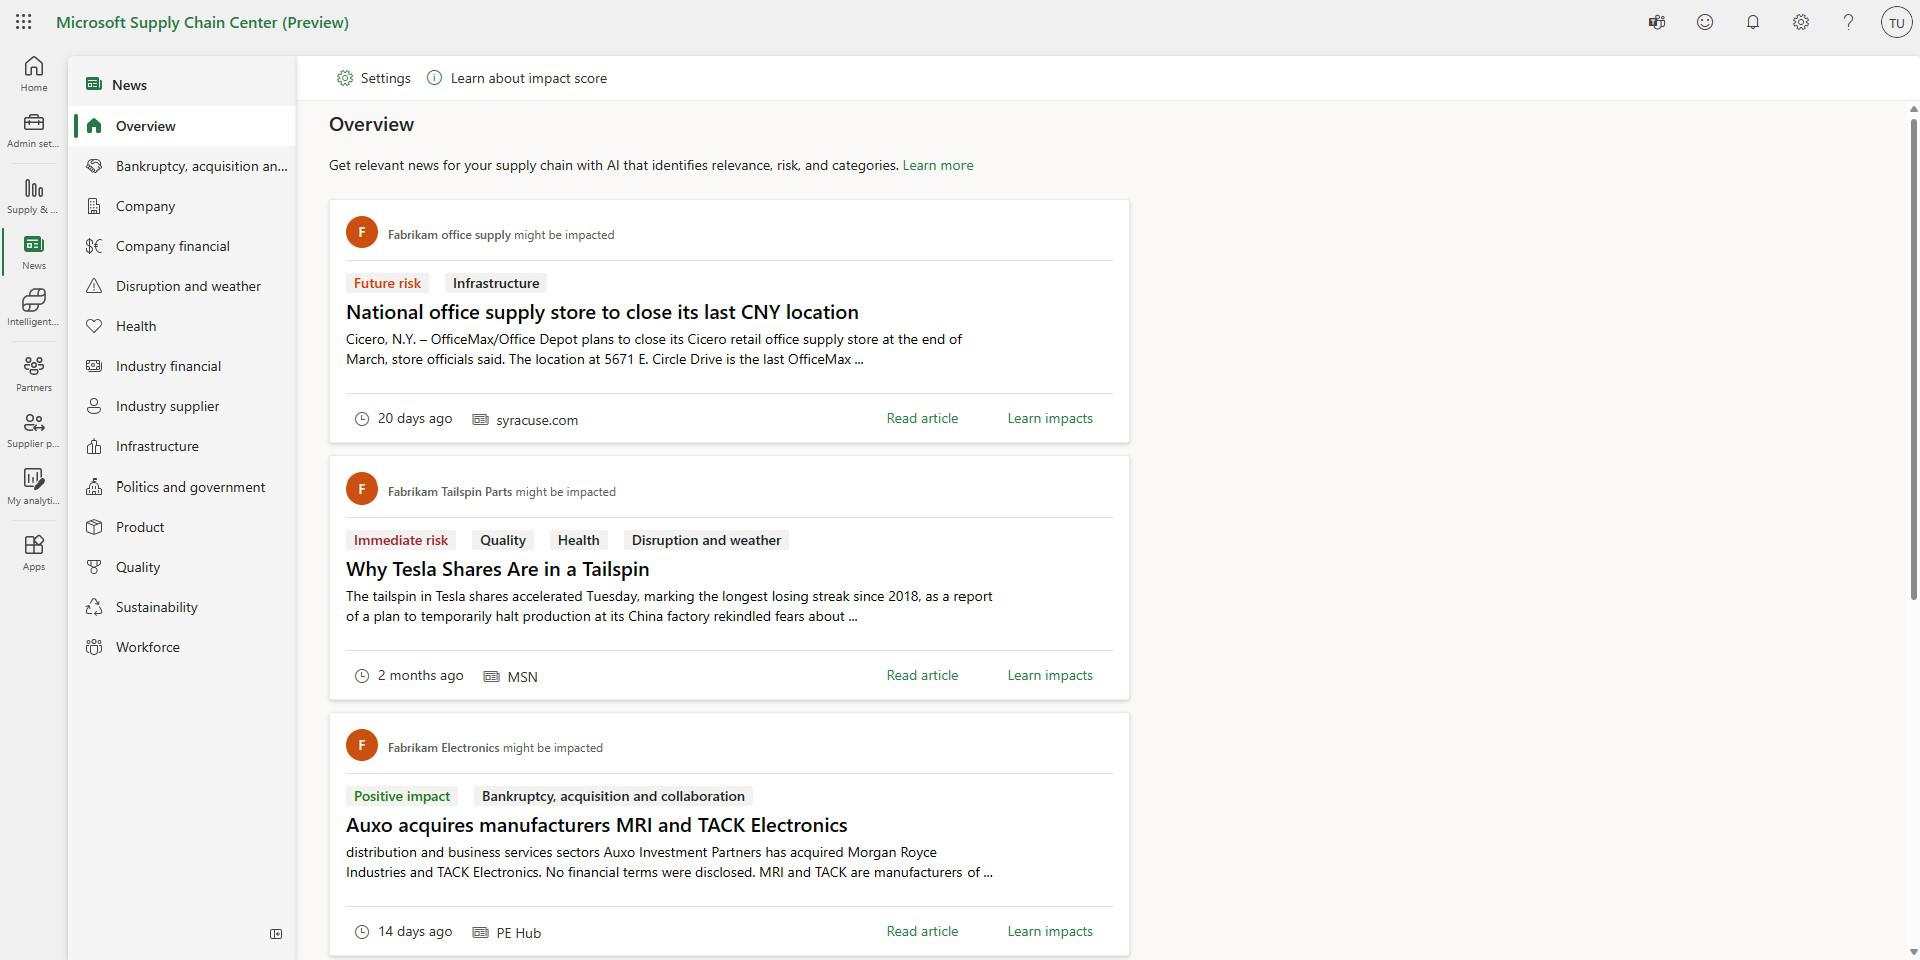 Microsoft Supply Chain Center (Preview)
TU
Home
Admin set...
Supply & ...
News
Intelligent...
Partners
Supplier p...
My analyti...
Apps
News
Overview
Bankruptcy, acquisition an...
Company
Company financial
Disruption and weather
Health
Industry financial
Industry supplier
Infrastructure
Politics and government
Product
Quality
Sustainability
Workforce
Settings
Learn about impact score
Overview
Get relevant news for your supply chain with AI that identifies relevance, risk, and categories. Learn more
F
Fabrikam office supply might be impacted
Future risk Infrastructure
National office supply store to close its last CNY location
Cicero, N.Y. – OfficeMax/Office Depot plans to close its Cicero retail office supply store at the end of
March, store officials said. The location at 5671 E. Circle Drive is the last OfficeMax ...
20 days ago syracuse.com Read article Learn impacts
F
Fabrikam Tailspin Parts might be impacted
Immediate risk Quality Health Disruption and weather
Why Tesla Shares Are in a Tailspin
The tailspin in Tesla shares accelerated Tuesday, marking the longest losing streak since 2018, as a report
of a plan to temporarily halt production at its China factory rekindled fears about ...
2 months ago MSN Read article Learn impacts
F
Fabrikam Electronics might be impacted
Positive impact Bankruptcy, acquisition and collaboration
Auxo acquires manufacturers MRI and TACK Electronics
distribution and business services sectors Auxo Investment Partners has acquired Morgan Royce
Industries and TACK Electronics. No financial terms were disclosed. MRI and TACK are manufacturers of ...
14 days ago PE Hub Read article Learn impacts